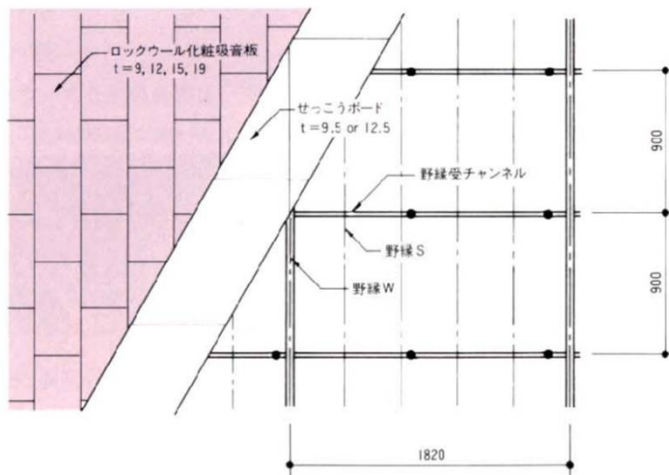 ロックウール化粧吸音板
t=9, 12, 15, 19
せっこうボード
t=9.5 or 12.5
野縁受チャンネル
野縁S
野縁W
900
900
1820